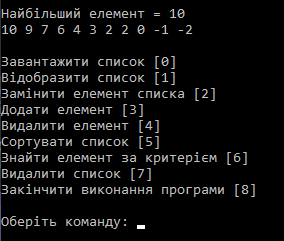 Найбільший елемент = 10
10 9 7 6 4 3 2 2 0 -1 -2
Завантажити список [0]
Відобразити список [1]
Замінити елемент списка [2]
Додати елемент [3]
Видалити елемент [4]
Сортувати список [5]
Знайти елемент за критерієм [6]
Видалити список [7]
Закінчити виконання програми [8]
Оберіть команду: